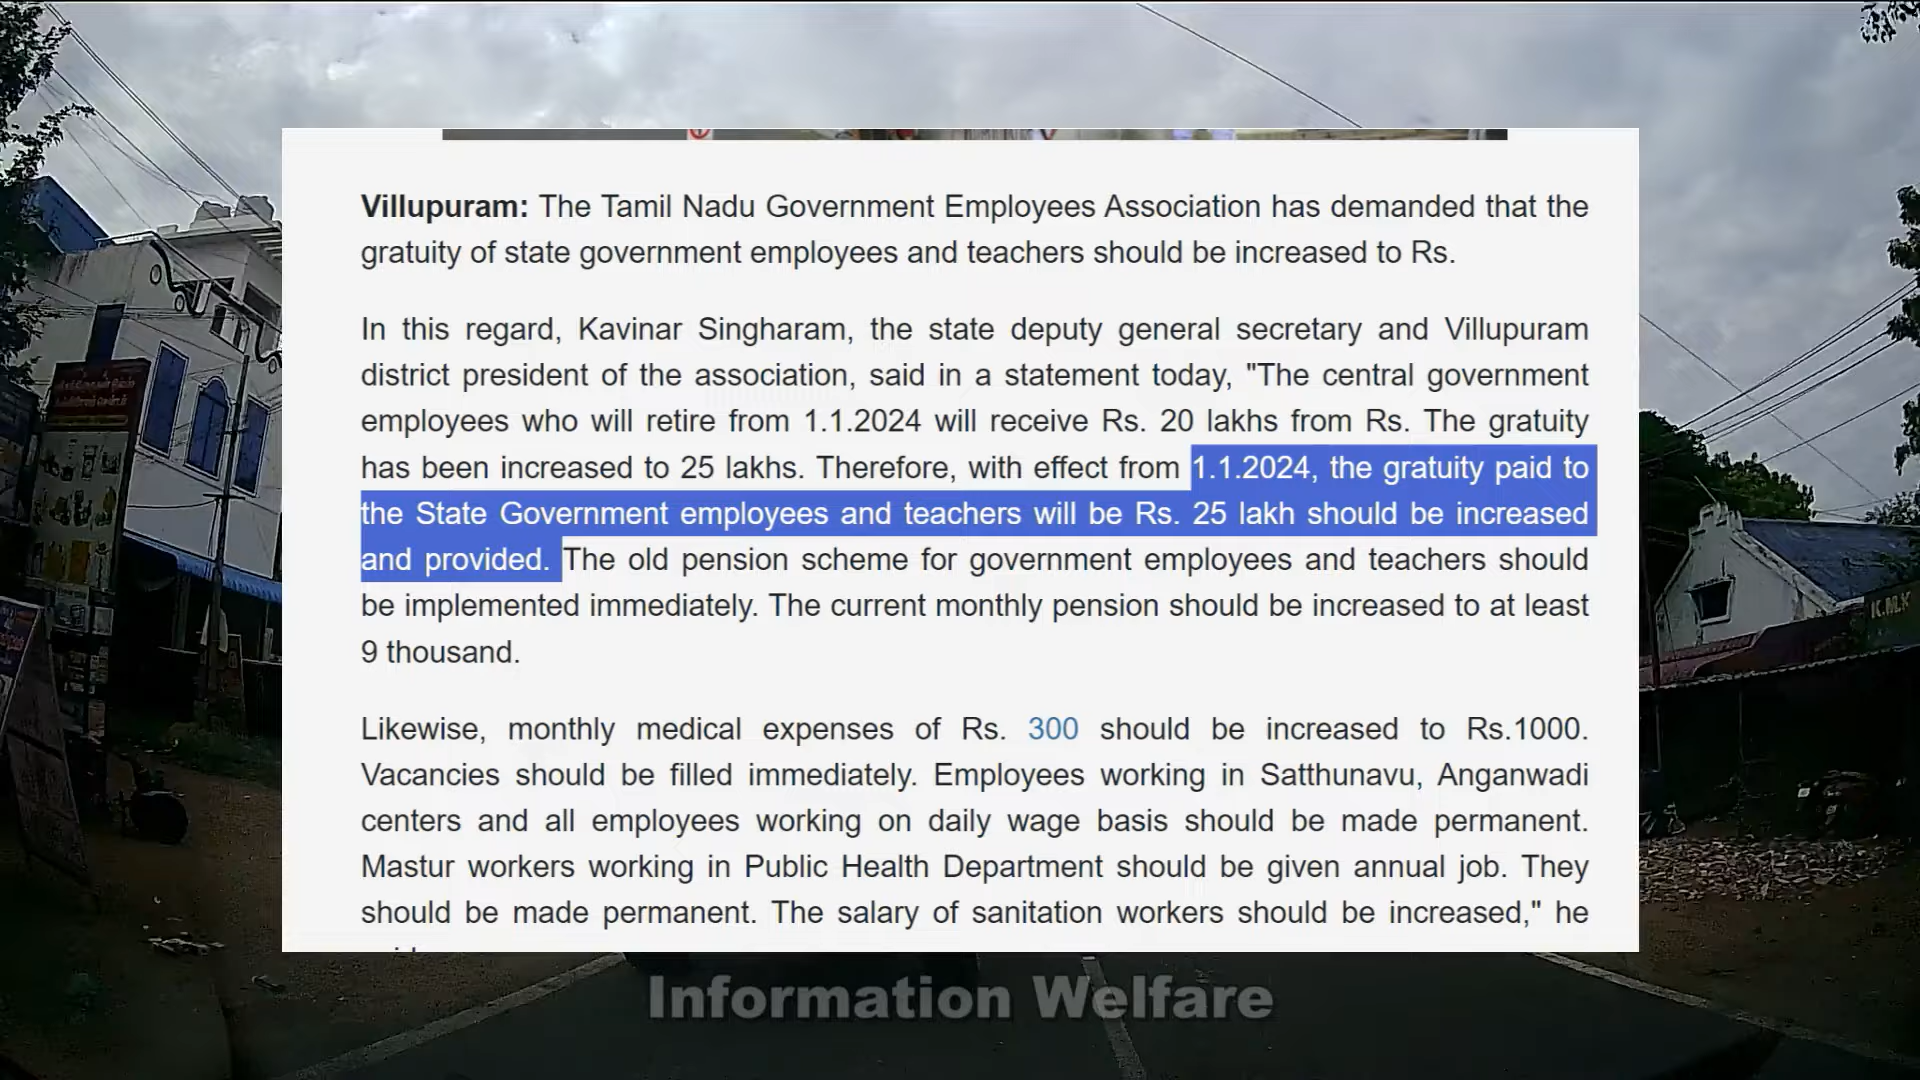 Villupuram: The Tamil Nadu Government Employees Association has demanded that the
gratuity of state government employees and teachers should be increased to Rs.
In this regard, Kavinar Singharam, the state deputy general secretary and Villupuram
district president of the association, said in a statement today, "The central government
employees who will retire from 1.1.2024 will receive Rs. 20 lakhs from Rs. The gratuity
has been increased to 25 lakhs. Therefore, with effect from 1.1.2024, the gratuity paid to
the State Government employees and teachers will be Rs. 25 lakh should be increased
and provided. The old pension scheme for government employees and teachers should
be implemented immediately. The current monthly pension should be increased to at least
9 thousand.
Likewise, monthly medical expenses of Rs. 300 should be increased to Rs.1000.
Vacancies should be filled immediately. Employees working in Satthunavu, Anganwadi
centers and all employees working on daily wage basis should be made permanent.
Mastur workers working in Public Health Department should be given annual job. They
should be made permanent. The salary of sanitation workers should be increased," he
Information Welfare
K.M.K